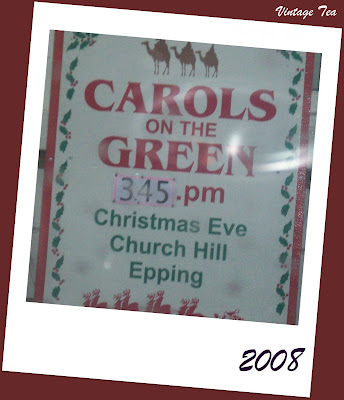 Vintage Tea
CAROLS
ON THE
GREEN
3.45.pm
Christmas Eve
Church Hill
Epping
2008